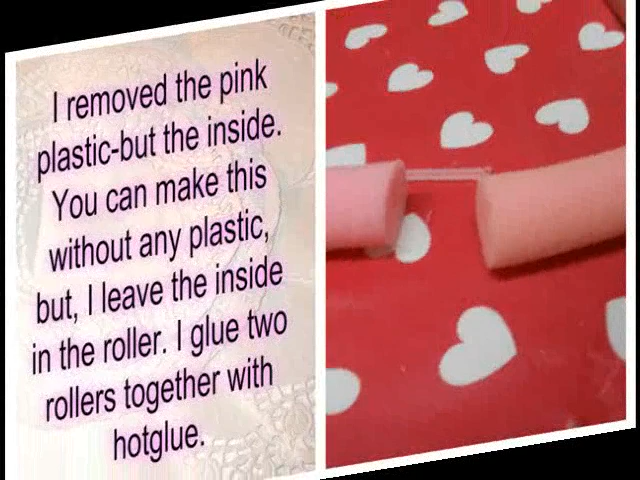 I removed the pink
plastic-but the inside.
You can make this
without any plastic,
but, I leave the inside
in the roller. I glue two
rollers together with
hotglue.